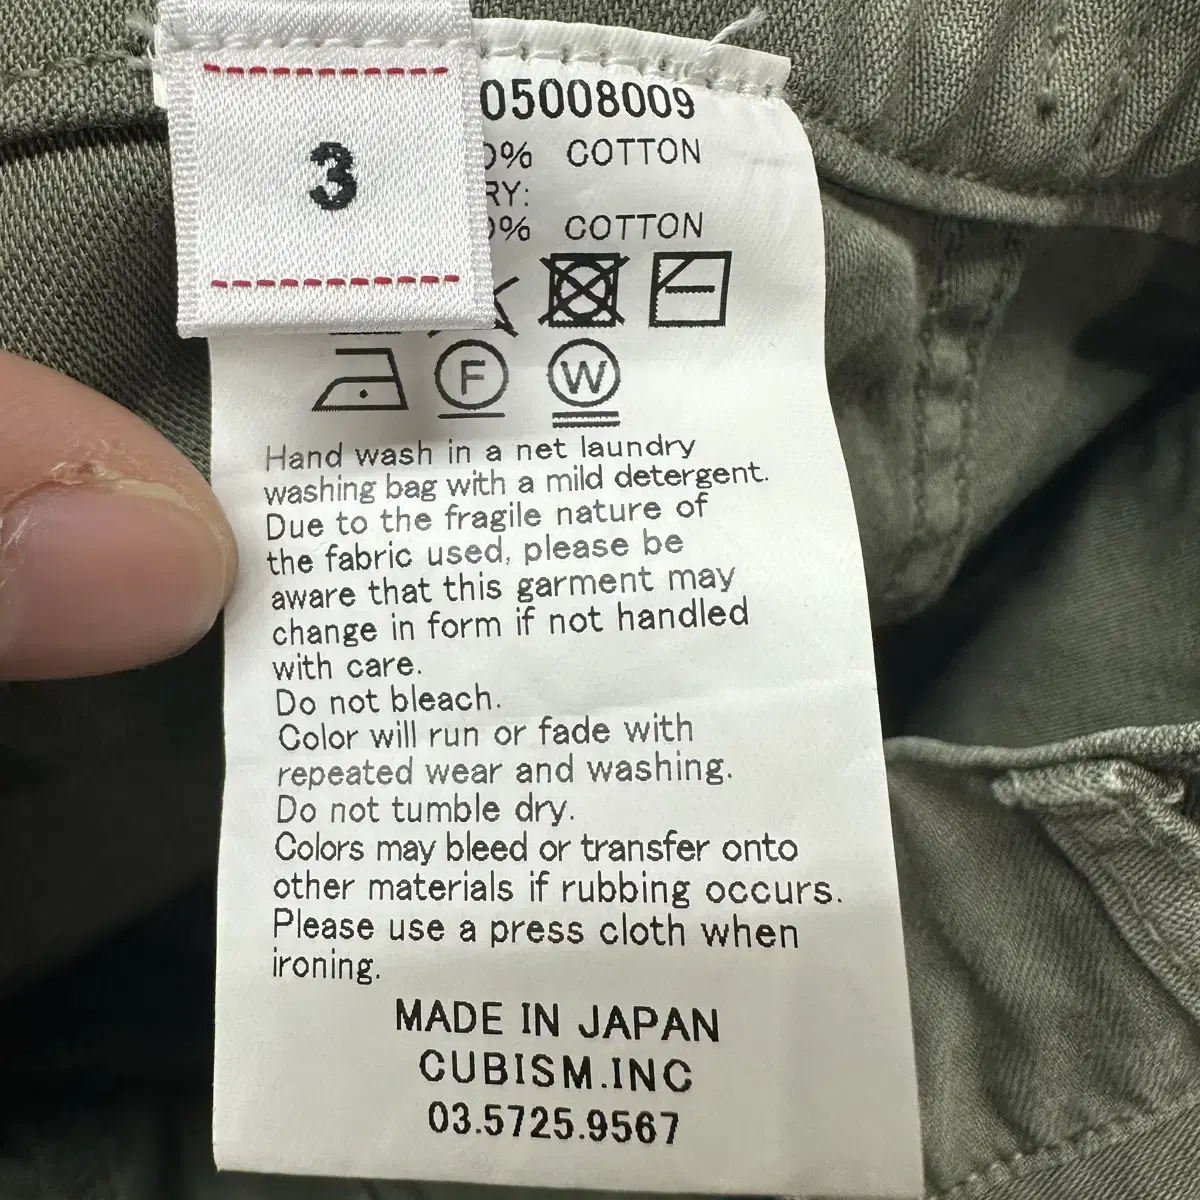 3
05008009
0% COTTON
RY:
0% COTTON
F
W
Hand wash in a net laundry
washing bag with a mild detergent.
Due to the fragile nature of
the fabric used, please be
aware that this garment may
change in form if not handled
with care.
Do not bleach.
Color will run or fade with
repeated wear and washing.
Do not tumble dry.
Colors may bleed or transfer onto
other materials if rubbing occurs.
Please use a press cloth when
ironing.
MADE IN JAPAN
CUBISM.INC
03.5725.9567